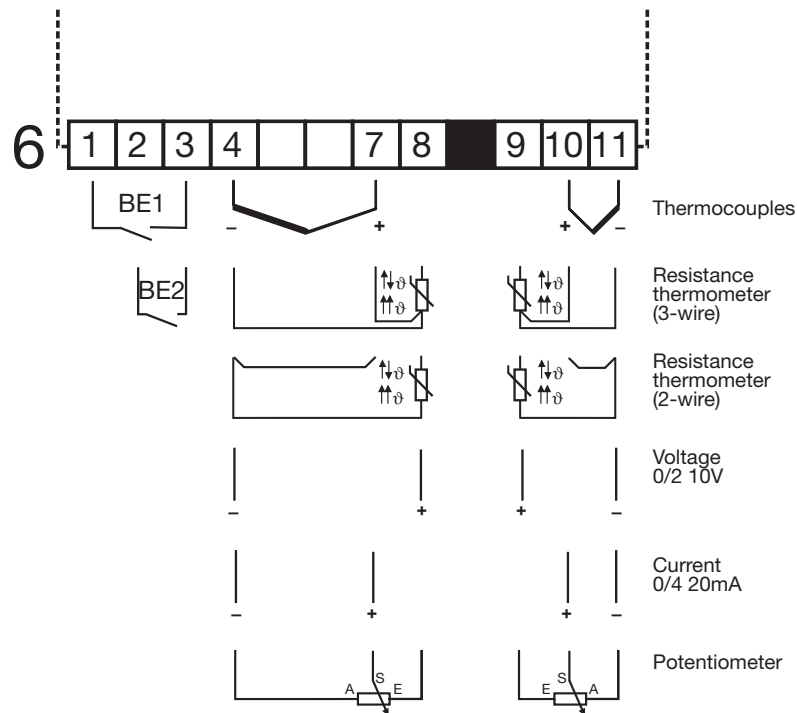 6 1 2 3 4 7 8 9 10 11
BE1
– + + –
Thermocouples
BE2
↑↓ϑ ↑↓ϑ
↑↑ϑ ↑↑ϑ
Resistance
thermometer
(3-wire)
↑↓ϑ ↑↓ϑ
↑↑ϑ ↑↑ϑ
Resistance
thermometer
(2-wire)
Voltage
0/2 10V
– + + –
Current
0/4 20mA
– + + –
A S E E S A
Potentiometer